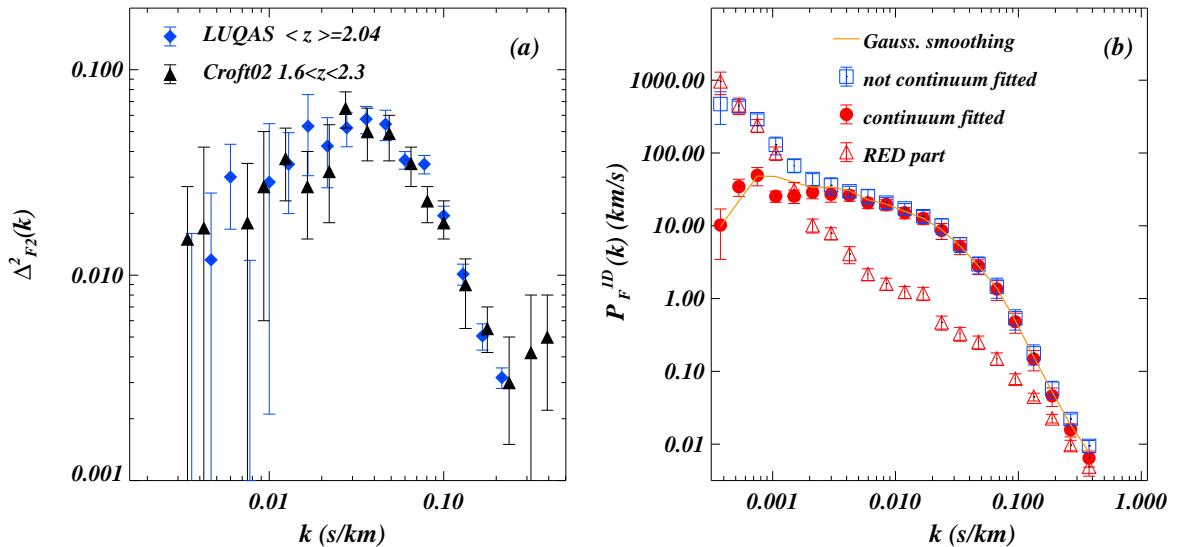 LUQAS < z >=2.04
Croft02 1.6<z<2.3
(a)
0.100
0.010
0.001
Δ²F2(k)
0.01
0.10
k (s/km)
Gauss. smoothing
not continuum fitted
continuum fitted
RED part
(b)
1000.00
100.00
10.00
1.00
0.10
0.01
P F 1D (k) (km/s)
0.001
0.010
0.100
1.000
k (s/km)